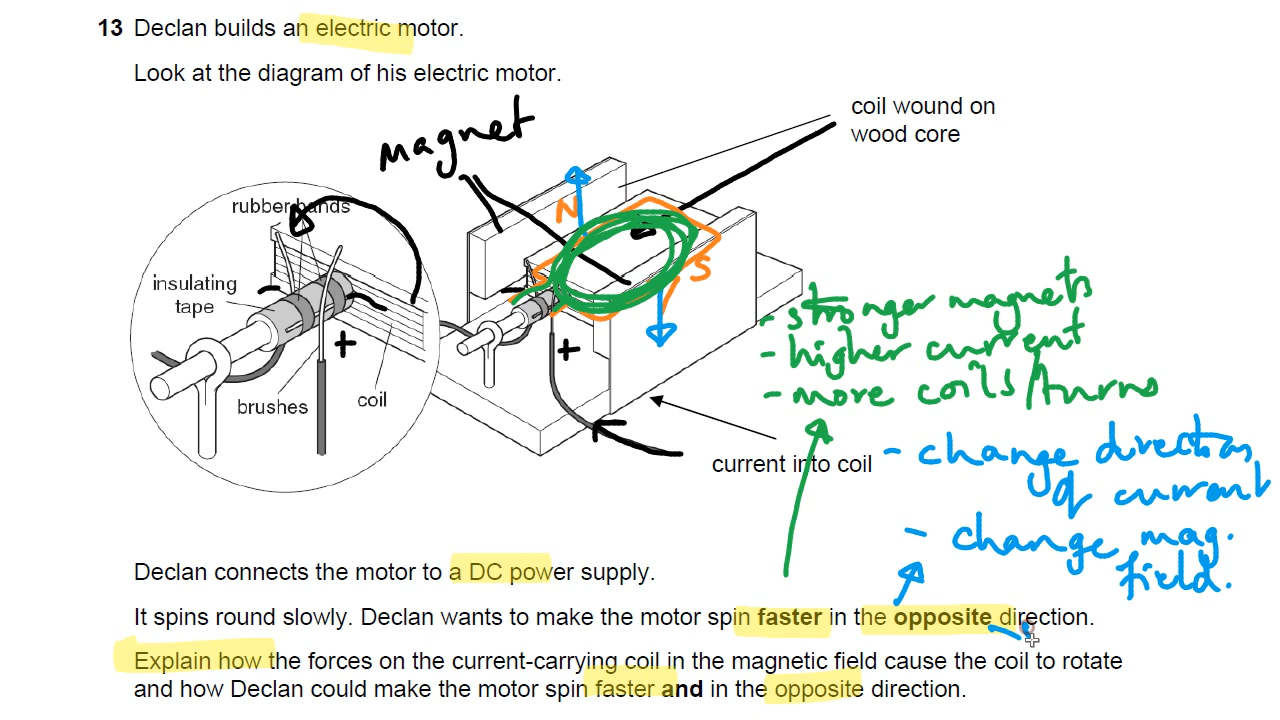 13 Declan builds an electric motor.
Look at the diagram of his electric motor.
magnet
coil wound on
wood core
rubber bands
N
S
insulating
tape
brushes
coil
+
+
current into coil
- stronger magnets
- higher current
- more coils/turns
- change direction
of current
- change mag.
field.
Declan connects the motor to a DC power supply.
It spins round slowly. Declan wants to make the motor spin faster in the opposite direction.
Explain how the forces on the current-carrying coil in the magnetic field cause the coil to rotate
and how Declan could make the motor spin faster and in the opposite direction.